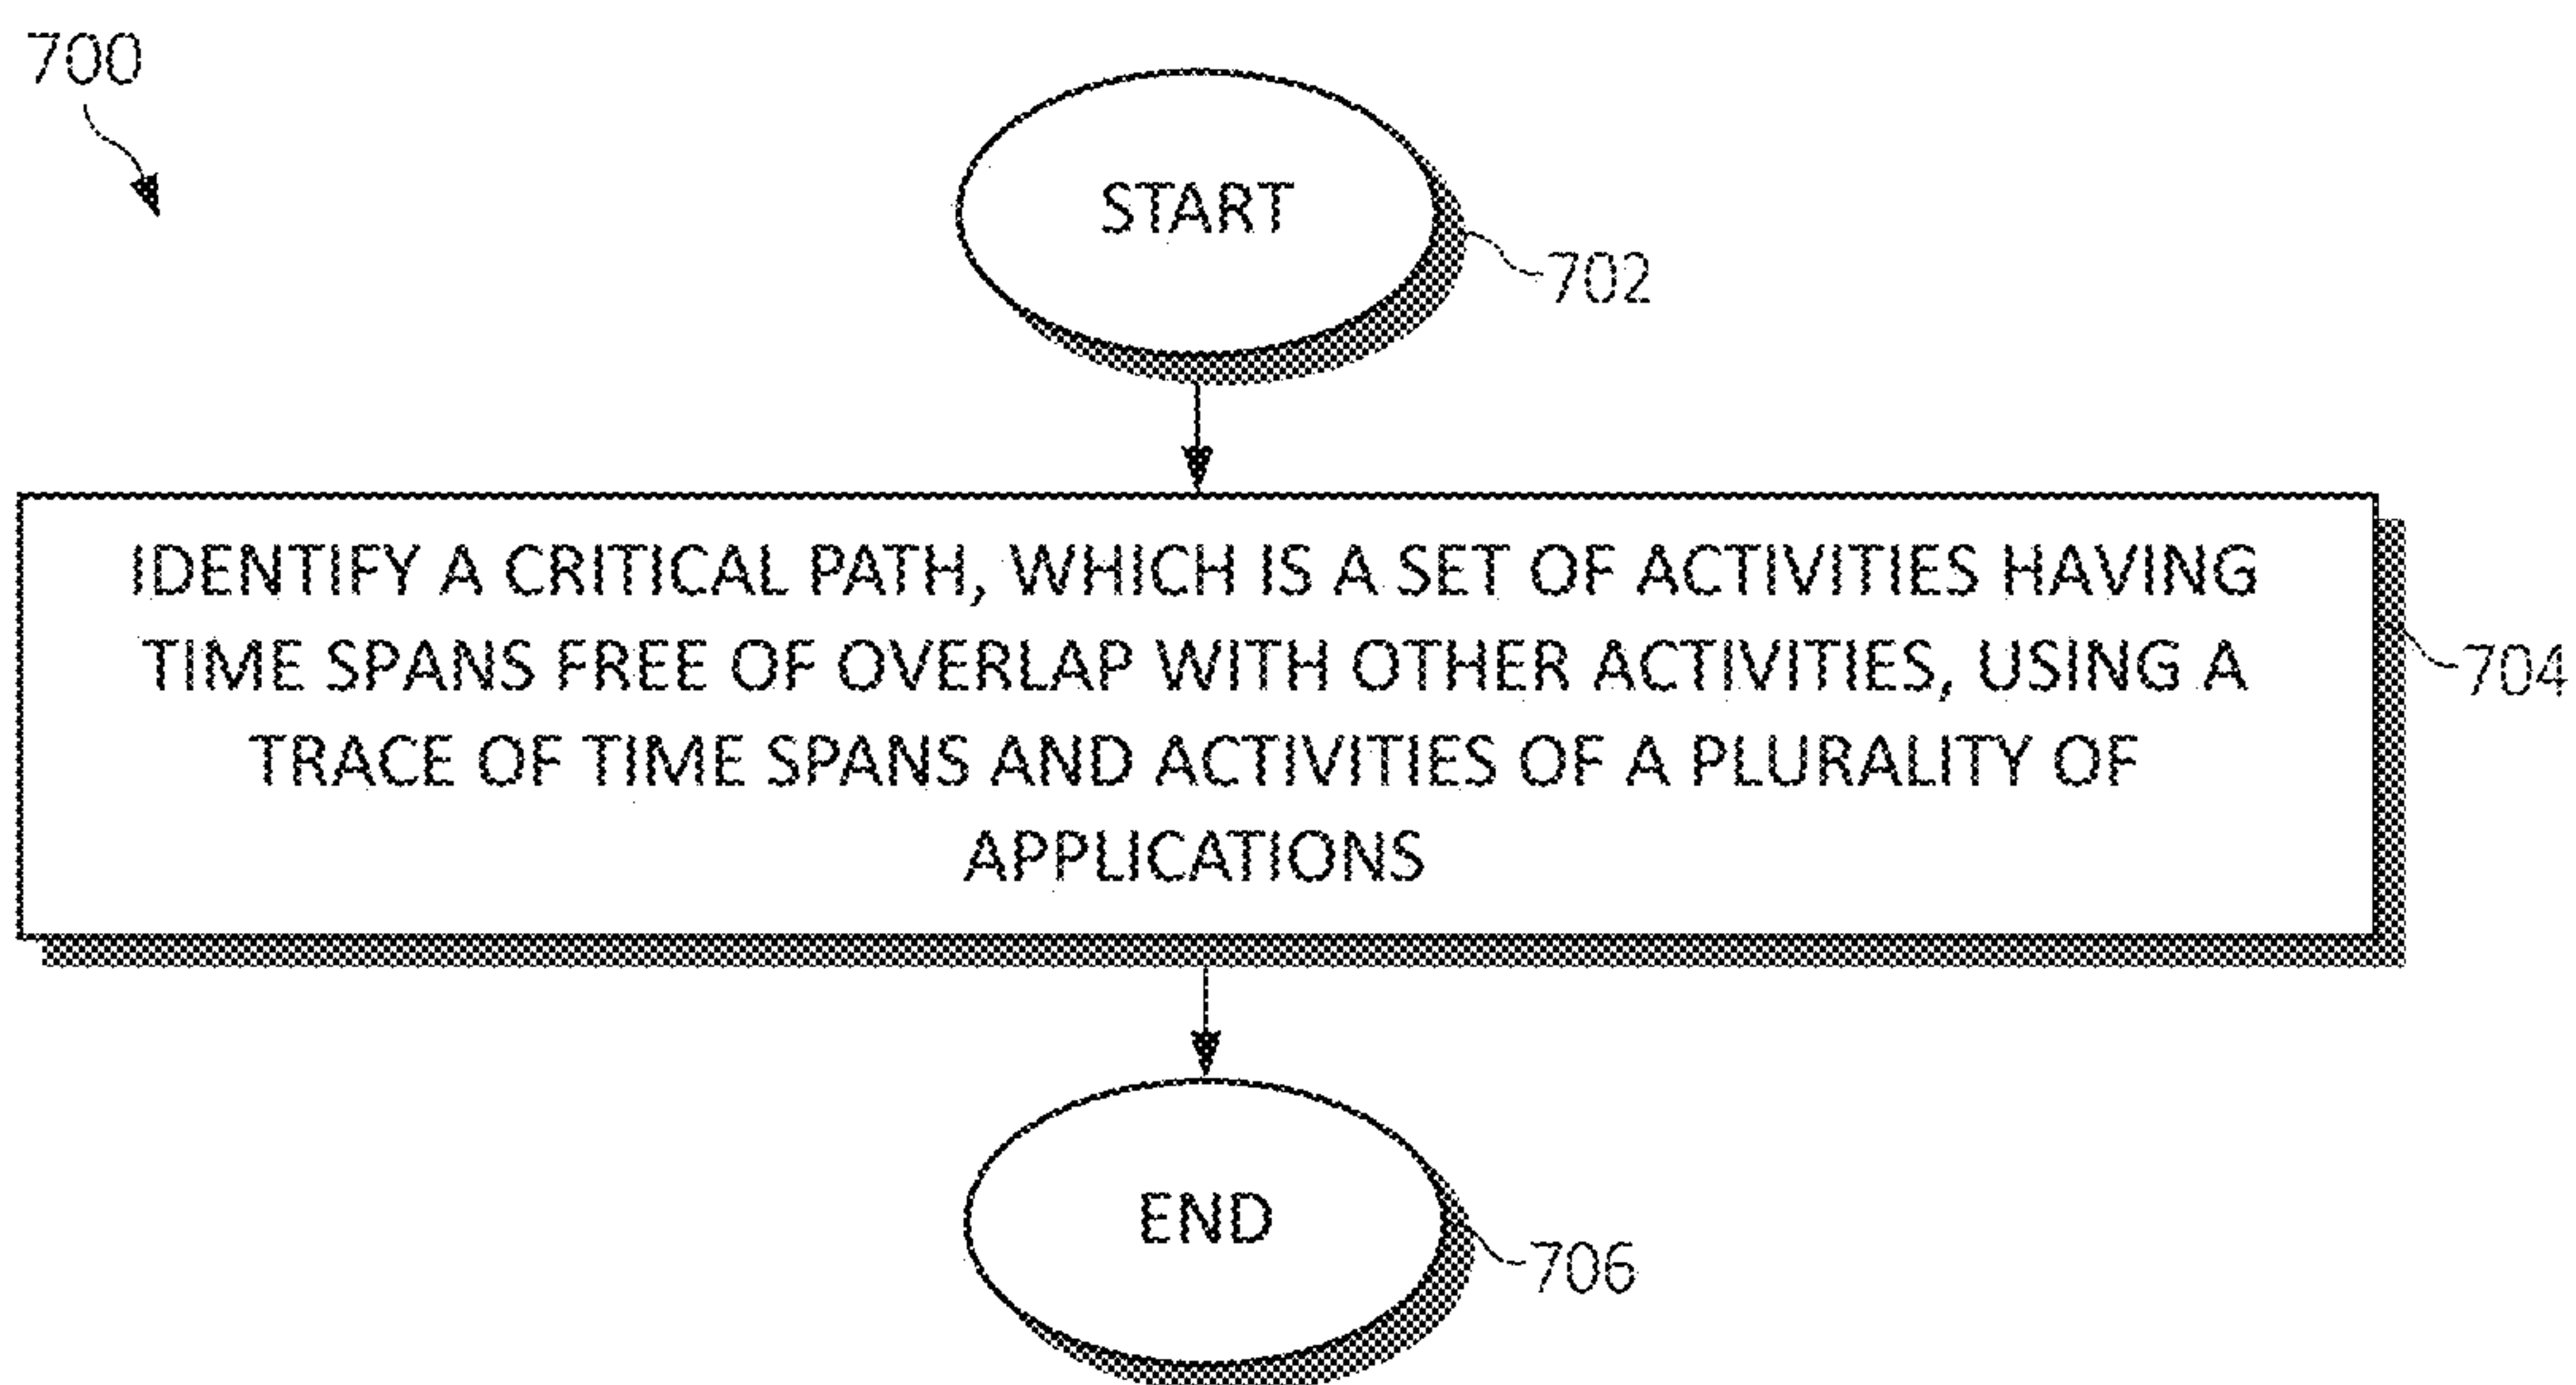 700
START
702
IDENTIFY A CRITICAL PATH, WHICH IS A SET OF ACTIVITIES HAVING
TIME SPANS FREE OF OVERLAP WITH OTHER ACTIVITIES, USING A
TRACE OF TIME SPANS AND ACTIVITIES OF A PLURALITY OF
APPLICATIONS
704
END
706